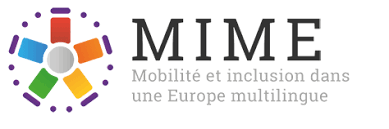 MIME
Mobilité et inclusion dans
une Europe multilingue